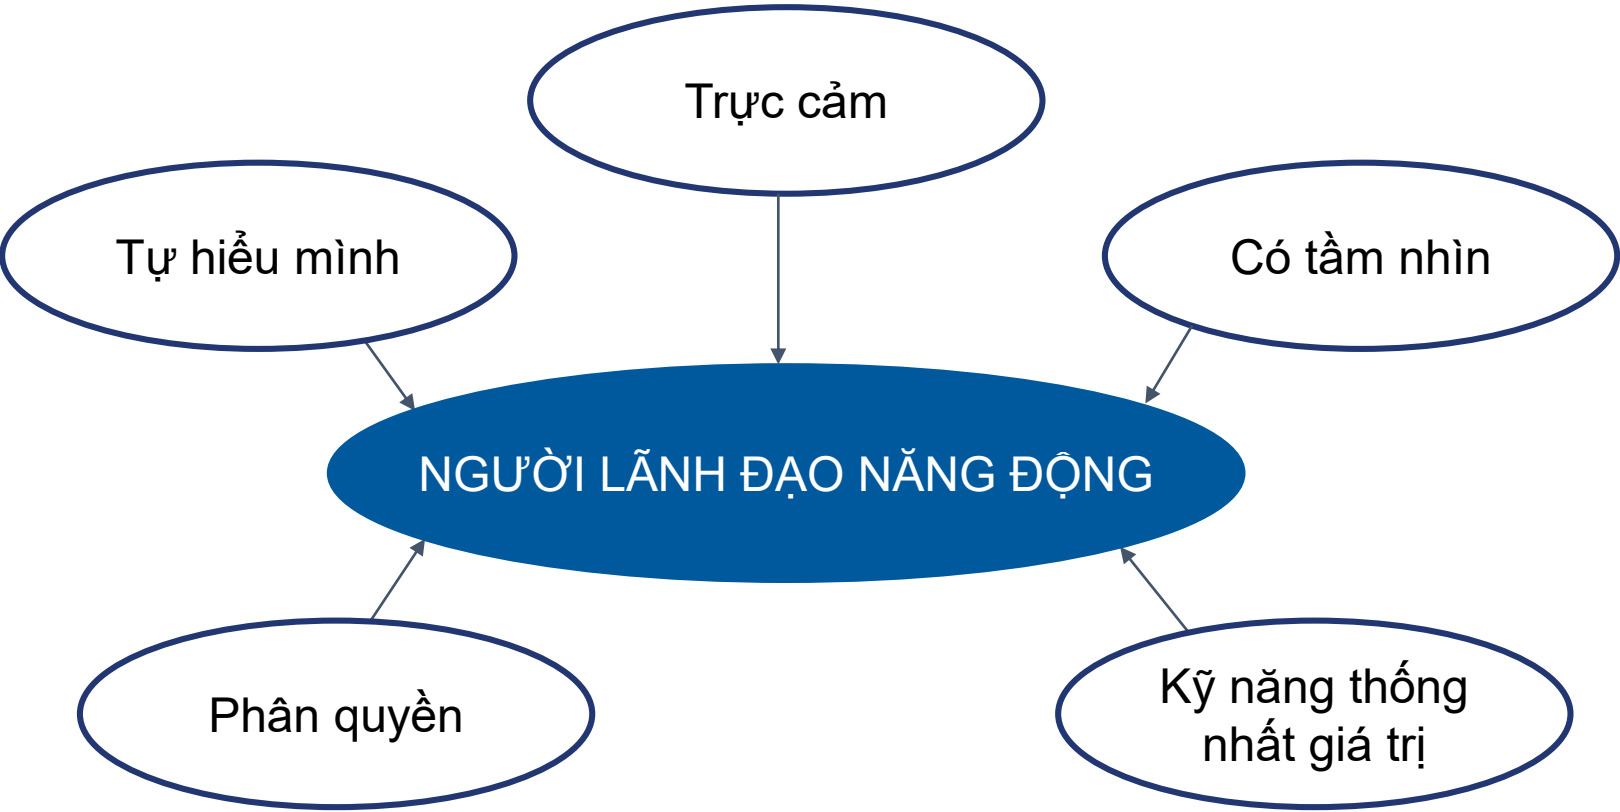 Trực cảm
Tự hiểu mình
Có tầm nhìn
NGƯỜI LÃNH ĐẠO NĂNG ĐỘNG
Phân quyền
Kỹ năng thống
nhất giá trị